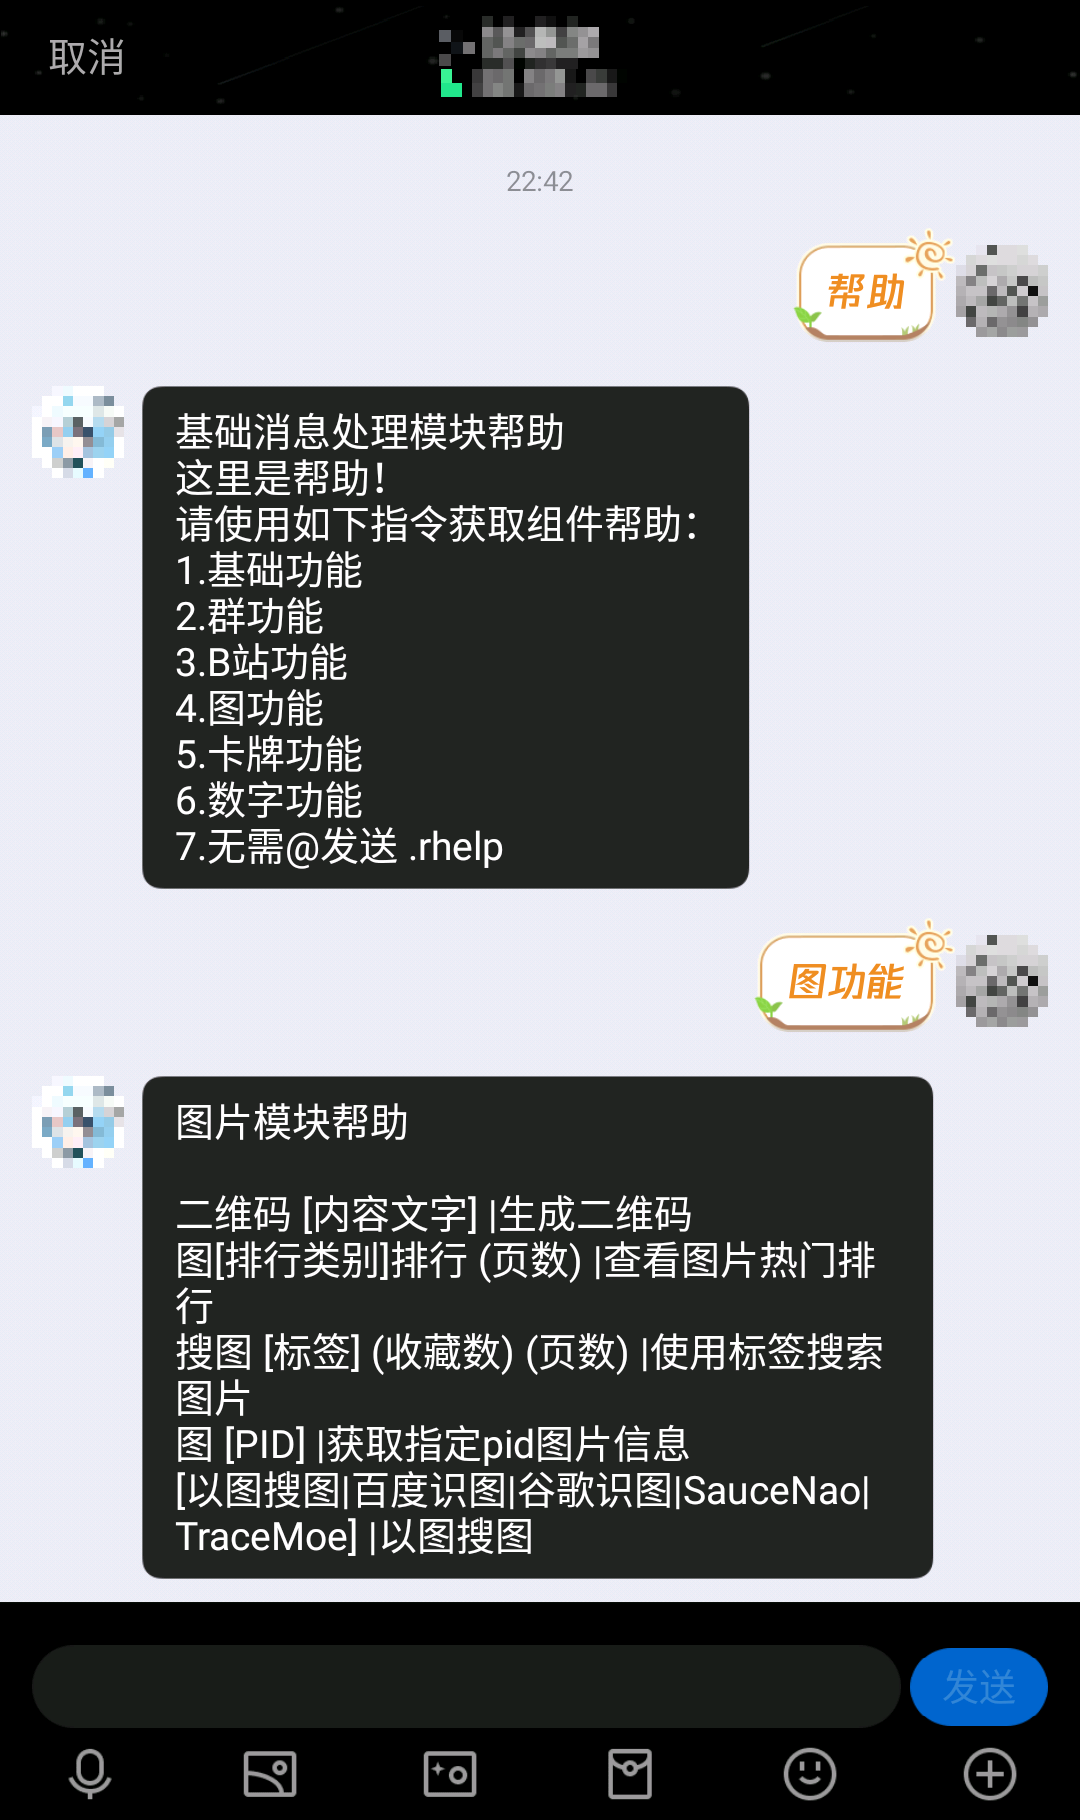 取消
22:42
帮助
基础消息处理模块帮助
这里是帮助！
请使用如下指令获取组件帮助：
1.基础功能
2.群功能
3.B站功能
4.图功能
5.卡牌功能
6.数字功能
7.无需@发送 .rhelp
图功能
图片模块帮助
二维码 [内容文字] |生成二维码
图[排行类别]排行 (页数) |查看图片热门排
行
搜图 [标签] (收藏数) (页数) |使用标签搜索
图片
图 [PID] |获取指定pid图片信息
[以图搜图|百度识图|谷歌识图|SauceNao|
TraceMoe] |以图搜图
发送